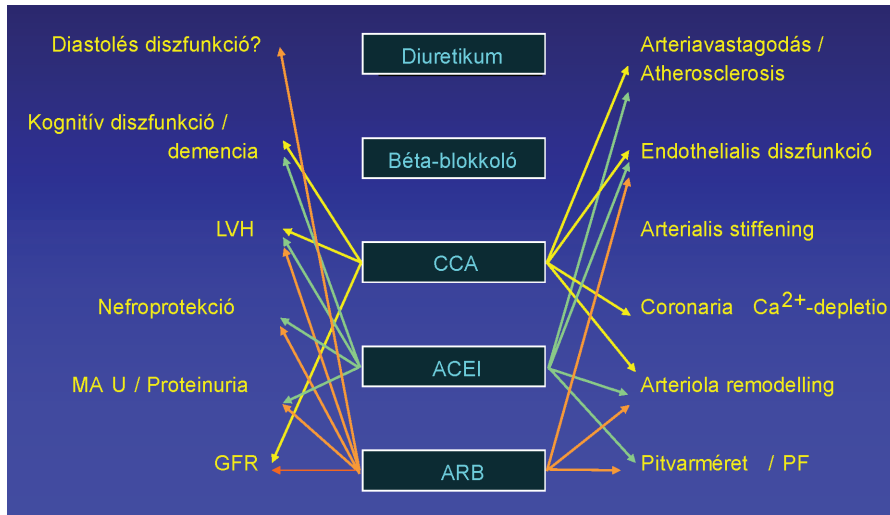 Diastolés diszfunkció?
Kognitív diszfunkció /
demencia
LVH
Nefroprotekció
MA U / Proteinuria
GFR
Diuretikum
Béta-blokkoló
CCA
ACEI
ARB
Arteriavastagodás /
Atherosclerosis
Endothelialis diszfunkció
Arterialis stiffening
Coronaria Ca2+-depletio
Arteriola remodelling
Pitvarméret / PF